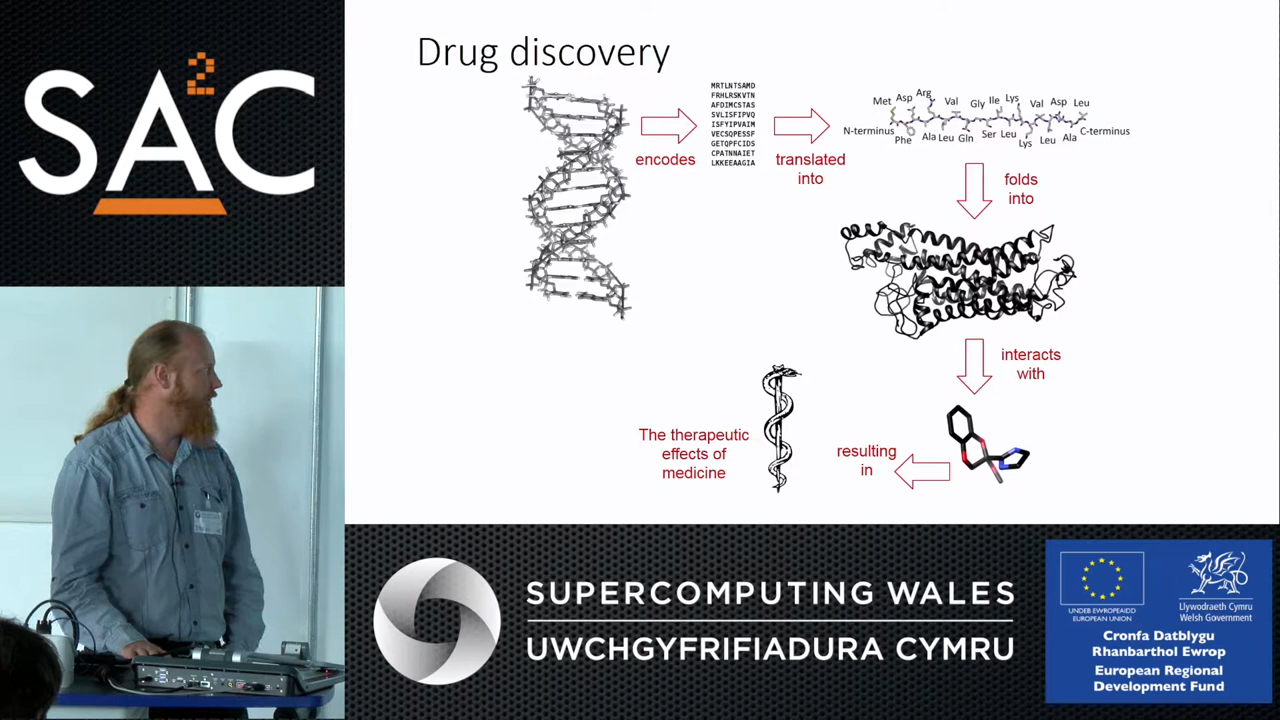 SA²C
Drug discovery
MRTLNTSAMD
FRHLRSKVTN
AFDIMCSTAS
SVLISFIPVQ
ISFYIPVAIM
VECSQPESSF
GETQPFCIDS
CPATNNAIET
LKKEEAAGIA
encodes
translated
into
Met Asp Arg Val Gly Ile Lys Val Asp Leu
N-terminus
C-terminus
Phe Ala Leu Gln Ser Leu Lys Leu Ala
folds
into
interacts
with
resulting
in
The therapeutic
effects of
medicine
SUPERCOMPUTING WALES
UWCHGYFRIFIADURA CYMRU
UNDEB EWROPEAIDD
EUROPEAN UNION
Llywodraeth Cymru
Welsh Government
Cronfa Datblygu
Rhanbarthol Ewrop
European Regional
Development Fund